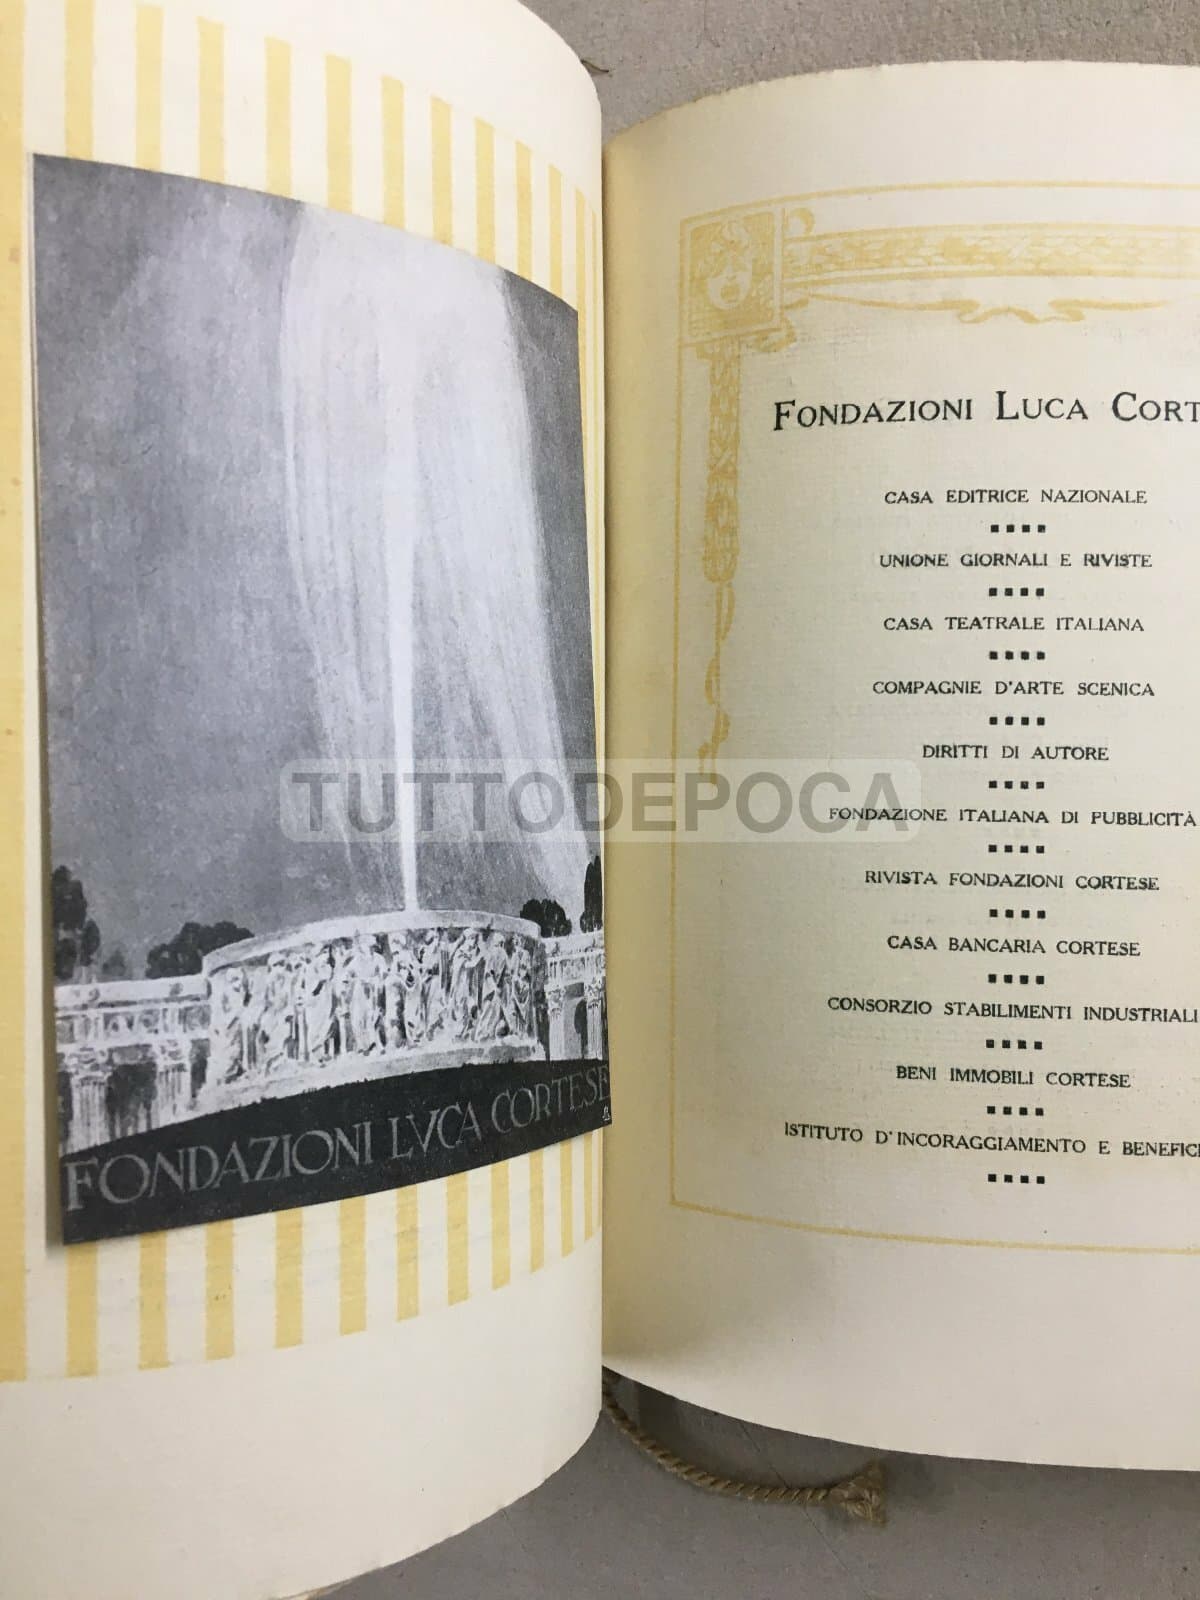 FONDAZIONI LVCA CORTESE
FONDAZIONI LUCA CORT
CASA EDITRICE NAZIONALE
UNIONE GIORNALI E RIVISTE
CASA TEATRALE ITALIANA
COMPAGNIE D'ARTE SCENICA
DIRITTI DI AUTORE
TUTTODEPOCA
FONDAZIONE ITALIANA DI PUBBLICITÀ
RIVISTA FONDAZIONI CORTESE
CASA BANCARIA CORTESE
CONSORZIO STABILIMENTI INDUSTRIALI
BENI IMMOBILI CORTESE
ISTITUTO D'INCORAGGIAMENTO E BENEFIC